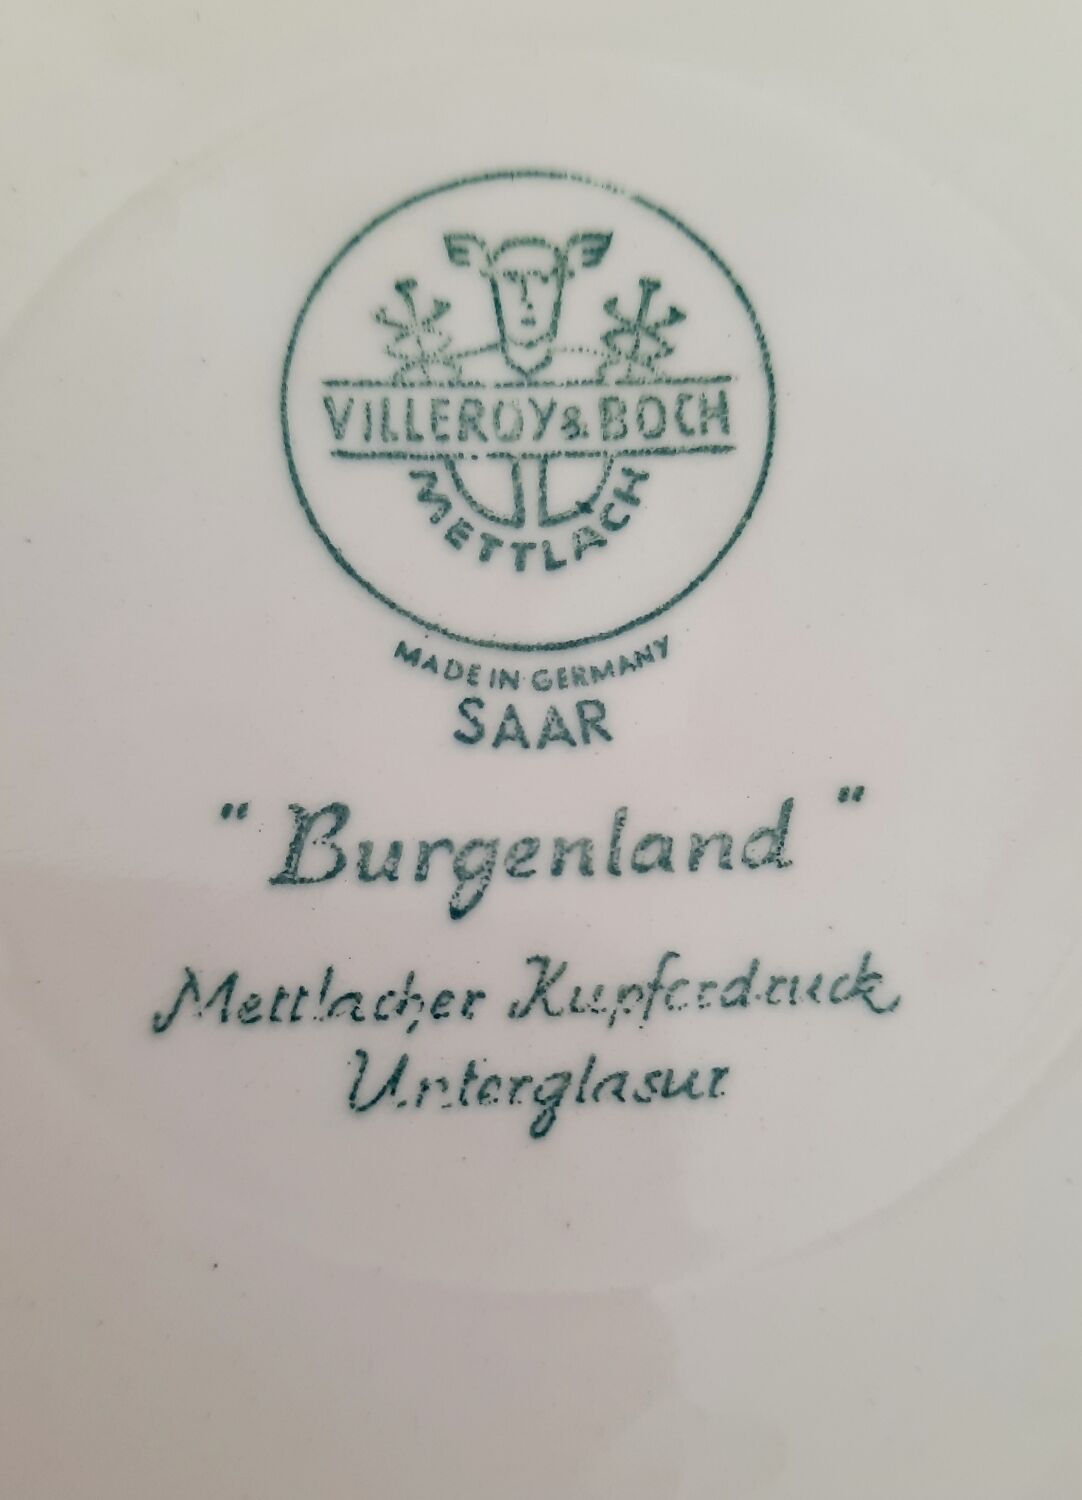 VILLEROY & BOCH
METTLACH
MADE IN GERMANY
SAAR
" Burgenland "
Mettlacher Kupferdruck
Unterglasur